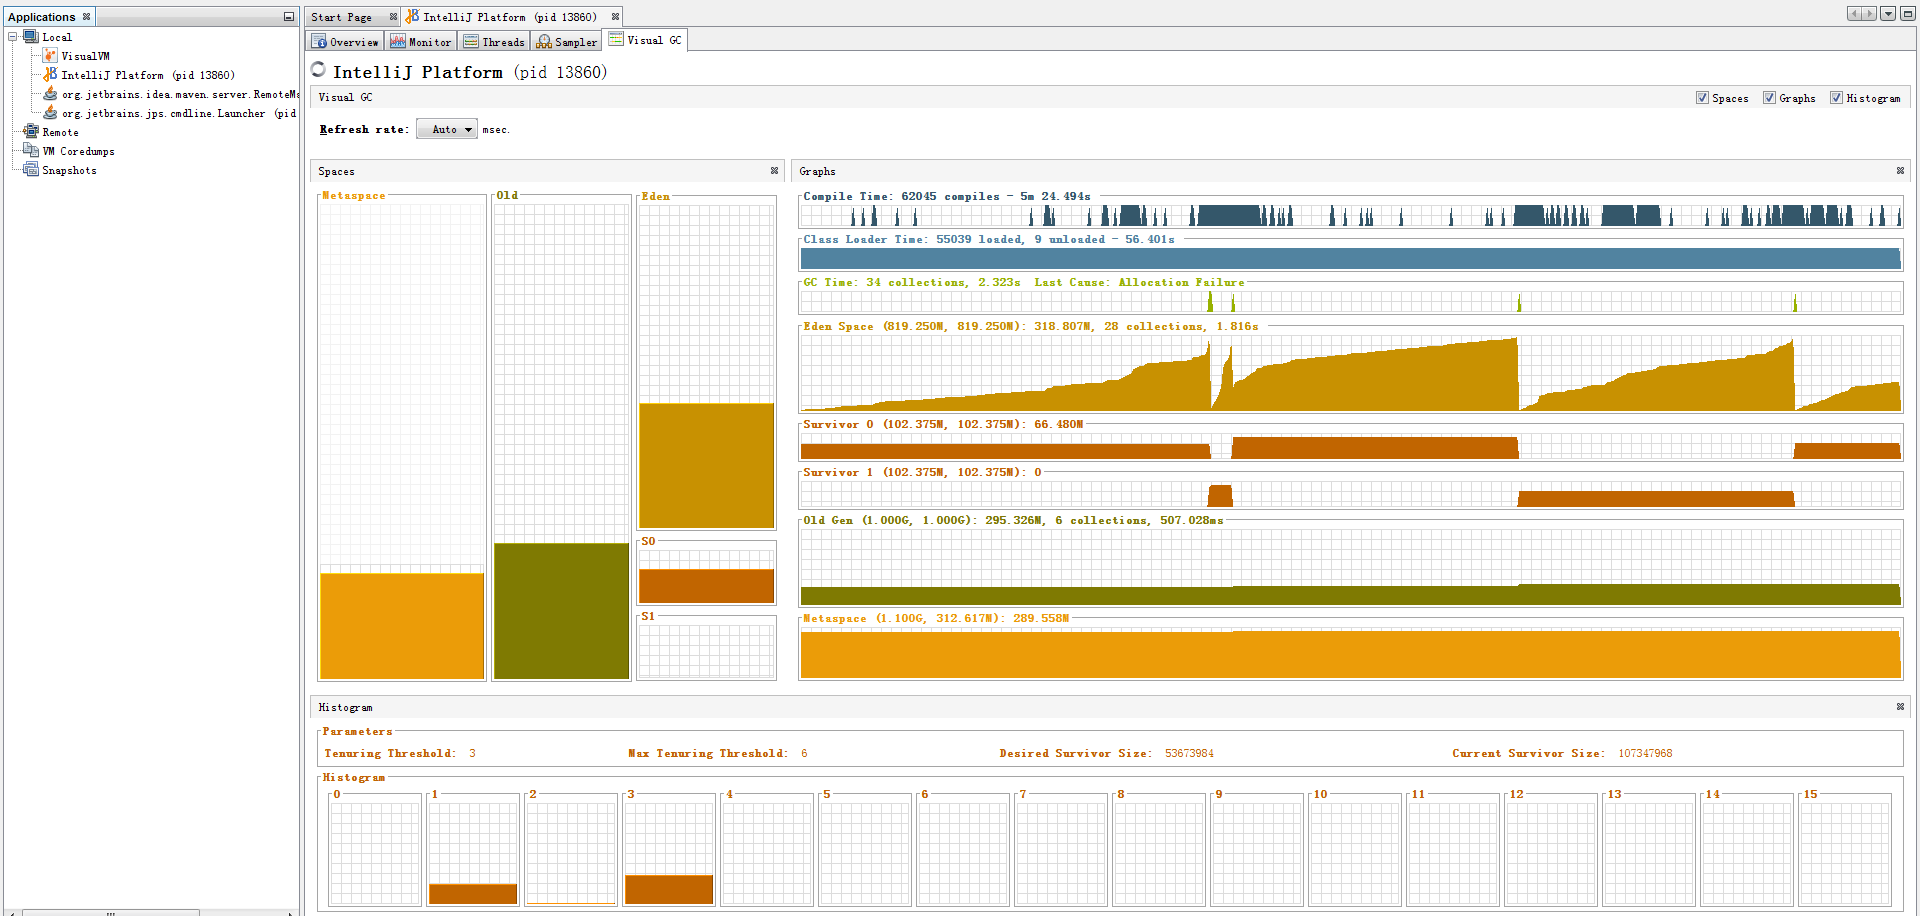 Applications
Start Page
IntelliJ Platform (pid 13860)
Local
VisualVM
IntelliJ Platform (pid 13860)
org.jetbrains.idea.maven.server.RemoteMa
org.jetbrains.jps.cmdline.Launcher (pid
Remote
VM Coredumps
Snapshots
Overview
Monitor
Threads
Sampler
Visual GC
IntelliJ Platform (pid 13860)
Visual GC
Spaces
Graphs
Histogram
Refresh rate:
Auto
msec.
Spaces
Metaspace
Old
Eden
S0
S1
Graphs
Compile Time: 62045 compiles - 5m 24.494s
Class Loader Time: 55039 loaded, 9 unloaded - 56.401s
GC Time: 34 collections, 2.323s Last Cause: Allocation Failure
Eden Space (819.250M, 819.250M): 318.807M, 28 collections, 1.816s
Survivor 0 (102.375M, 102.375M): 66.480M
Survivor 1 (102.375M, 102.375M): 0
Old Gen (1.000G, 1.000G): 295.326M, 6 collections, 507.028ms
Metaspace (1.100G, 312.617M): 289.558M
Histogram
Parameters
Tenuring Threshold: 3
Max Tenuring Threshold: 6
Desired Survivor Size: 53673984
Current Survivor Size: 107347968
Histogram
0 1 2 3 4 5 6 7 8 9 10 11 12 13 14 15